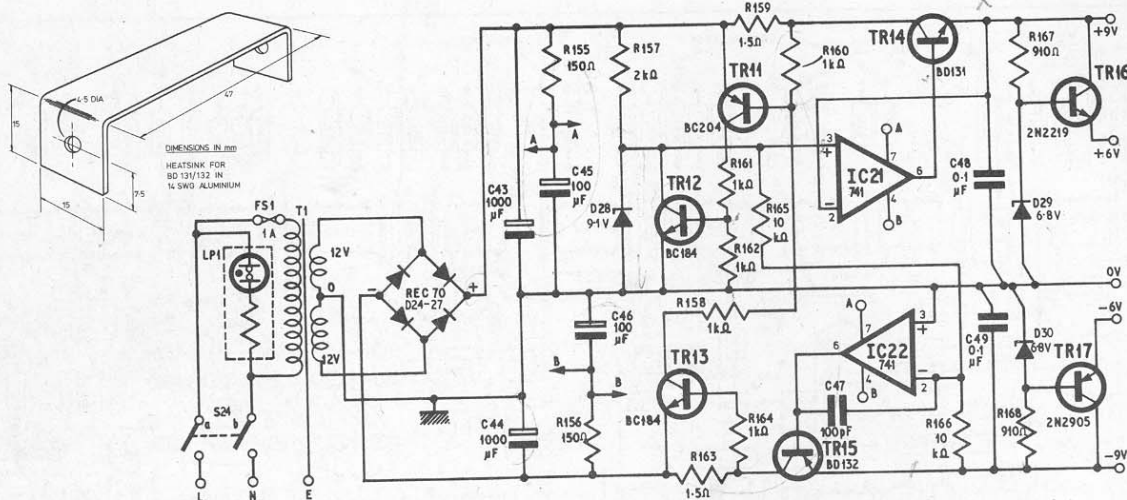 4·5 DIA
47
15
15
7·5
DIMENSIONS IN mm
HEATSINK FOR
BD 131/132 IN
14 SWG ALUMINIUM
FS1
1A
T1
LP1
12V
0
12V
S24
a
b
L
N
E
REC 70
D24-27
-
+
C43
1000
µF
C44
1000
µF
R155
150Ω
A
A
C45
100
µF
C46
100
µF
B
B
R156
150Ω
R157
2 kΩ
D28
9·1V
TR12
BC184
TR11
BC204
R159
1·5Ω
R160
1kΩ
R161
1kΩ
R162
1kΩ
R165
10
kΩ
R158
1kΩ
TR13
BC184
R164
1kΩ
R163
1·5Ω
TR14
BD131
3
+
-
2
IC21
741
A
7
6
4
B
A
7
IC22
741
3
+
-
2
6
4
B
C47
100pF
TR15
BD132
R166
10
kΩ
C48
0·1
µF
C49
0·1
µF
R167
910Ω
D29
6·8V
TR16
2N2219
+9V
+6V
0V
-6V
D30
6·8V
TR17
2N2905
R168
910Ω
-9V